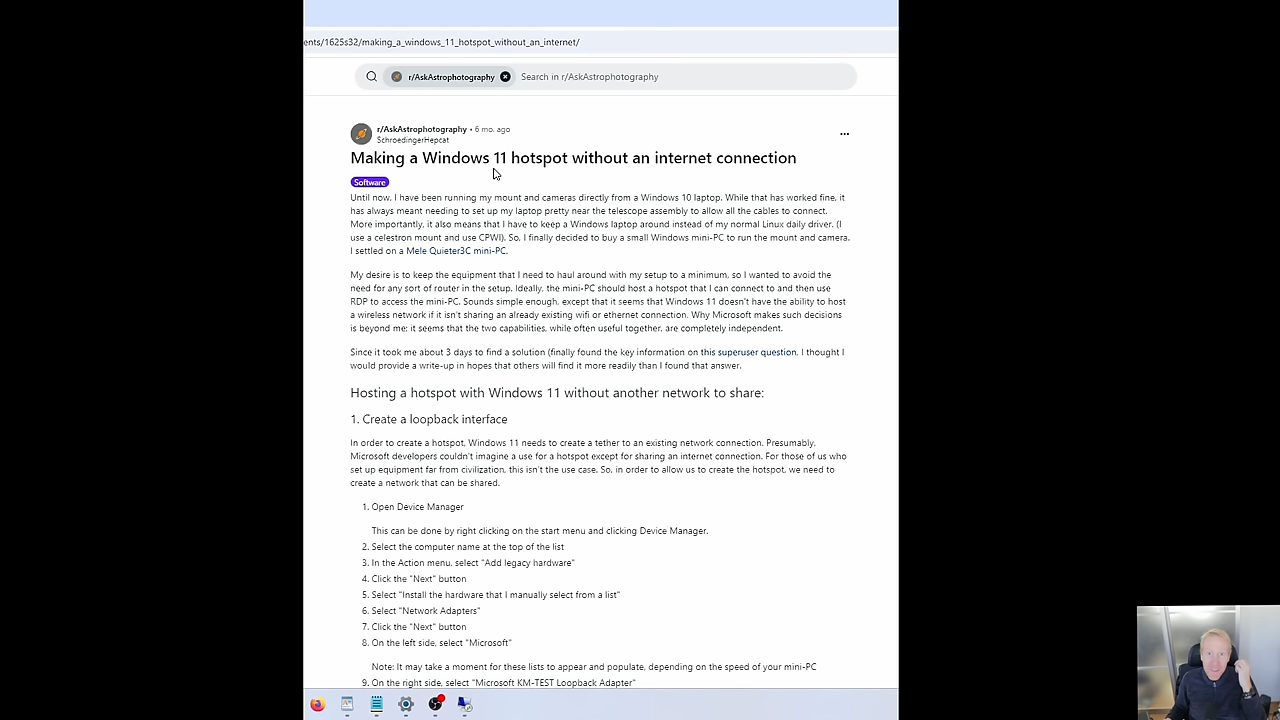 ents/1625s32/making_a_windows_11_hotspot_without_an_internet/
r/AskAstrophotography Search in r/AskAstrophotography
r/AskAstrophotography • 6 mo. ago
SchroedingerHepcat
Making a Windows 11 hotspot without an internet connection
Software
Until now, I have been running my mount and cameras directly from a Windows 10 laptop. While that has worked fine, it
has always meant needing to set up my laptop pretty near the telescope assembly to allow all the cables to connect.
More importantly, it also means that I have to keep a Windows laptop around instead of my normal Linux daily driver. (I
use a celestron mount and use CPWI). So, I finally decided to buy a small Windows mini-PC to run the mount and camera.
I settled on a Mele Quieter3C mini-PC.
My desire is to keep the equipment that I need to haul around with my setup to a minimum, so I wanted to avoid the
need for any sort of router in the setup. Ideally, the mini-PC should host a hotspot that I can connect to and then use
RDP to access the mini-PC. Sounds simple enough, except that it seems that Windows 11 doesn't have the ability to host
a wireless network if it isn't sharing an already existing wifi or ethernet connection. Why Microsoft makes such decisions
is beyond me; it seems that the two capabilities, while often useful together, are completely independent.
Since it took me about 3 days to find a solution (finally found the key information on this superuser question, I thought I
would provide a write-up in hopes that others will find it more readily than I found that answer.
Hosting a hotspot with Windows 11 without another network to share:
1. Create a loopback interface
In order to create a hotspot, Windows 11 needs to create a tether to an existing network connection. Presumably,
Microsoft developers couldn't imagine a use for a hotspot except for sharing an internet connection. For those of us who
set up equipment far from civilization, this isn't the use case. So, in order to allow us to create the hotspot, we need to
create a network that can be shared.
1. Open Device Manager
This can be done by right clicking on the start menu and clicking Device Manager.
2. Select the computer name at the top of the list
3. In the Action menu, select "Add legacy hardware"
4. Click the "Next" button
5. Select "Install the hardware that I manually select from a list"
6. Select "Network Adapters"
7. Click the "Next" button
8. On the left side, select "Microsoft"
Note: It may take a moment for these lists to appear and populate, depending on the speed of your mini-PC
9. On the right side, select "Microsoft KM-TEST Loopback Adapter"